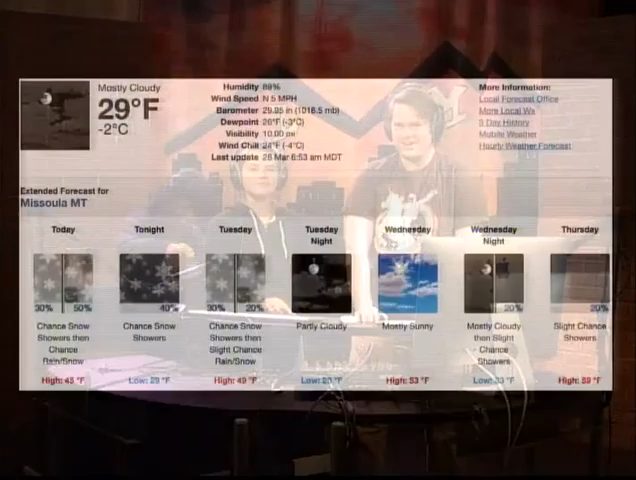 Mostly Cloudy
29°F
-2°C
Humidity 89%
Wind Speed N 5 MPH
Barometer 29.95 in (1016.5 mb)
Dewpoint 26°F (-3°C)
Visibility 10.00 mi
Wind Chill 24°F (-4°C)
Last update 26 Mar 6:53 am MDT
More Information:
Local Forecast Office
More Local Wx
3 Day History
Mobile Weather
Hourly Weather Forecast
Extended Forecast for
Missoula MT
Today
30% 50%
Chance Snow
Showers then
Chance
Rain/Snow
High: 45 °F
Tonight
40%
Chance Snow
Showers
Low: 29 °F
Tuesday
30% 20%
Chance Snow
Showers then
Slight Chance
Rain/Snow
High: 49 °F
Tuesday
Night
Partly Cloudy
Low: °F
Wednesday
Mostly Sunny
High: 53 °F
Wednesday
Night
20%
Mostly Cloudy
then Slight
Chance
Showers
Low: °F
Thursday
20%
Slight Chance
Showers
High: 59 °F